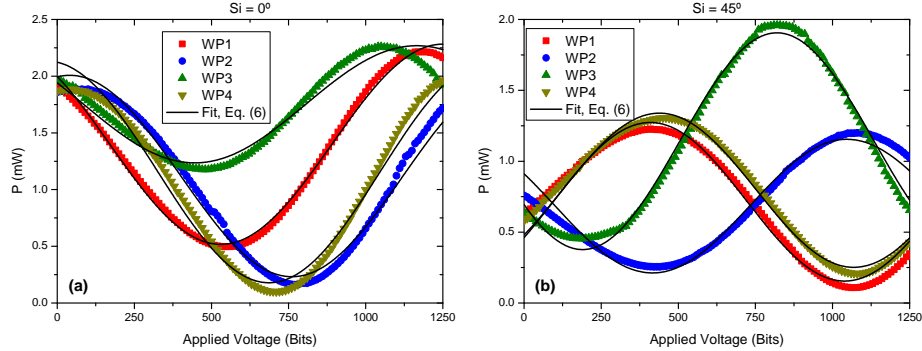 Si = 0º
WP1
WP2
WP3
WP4
Fit, Eq. (6)
P (mW)
2.5
2.0
1.5
1.0
0.5
0.0
(a)
0
250
500
750
1000
1250
Applied Voltage (Bits)
Si = 45º
WP1
WP2
WP3
WP4
Fit, Eq. (6)
P (mW)
2.0
1.5
1.0
0.5
0.0
(b)
0
250
500
750
1000
1250
Applied Voltage (Bits)